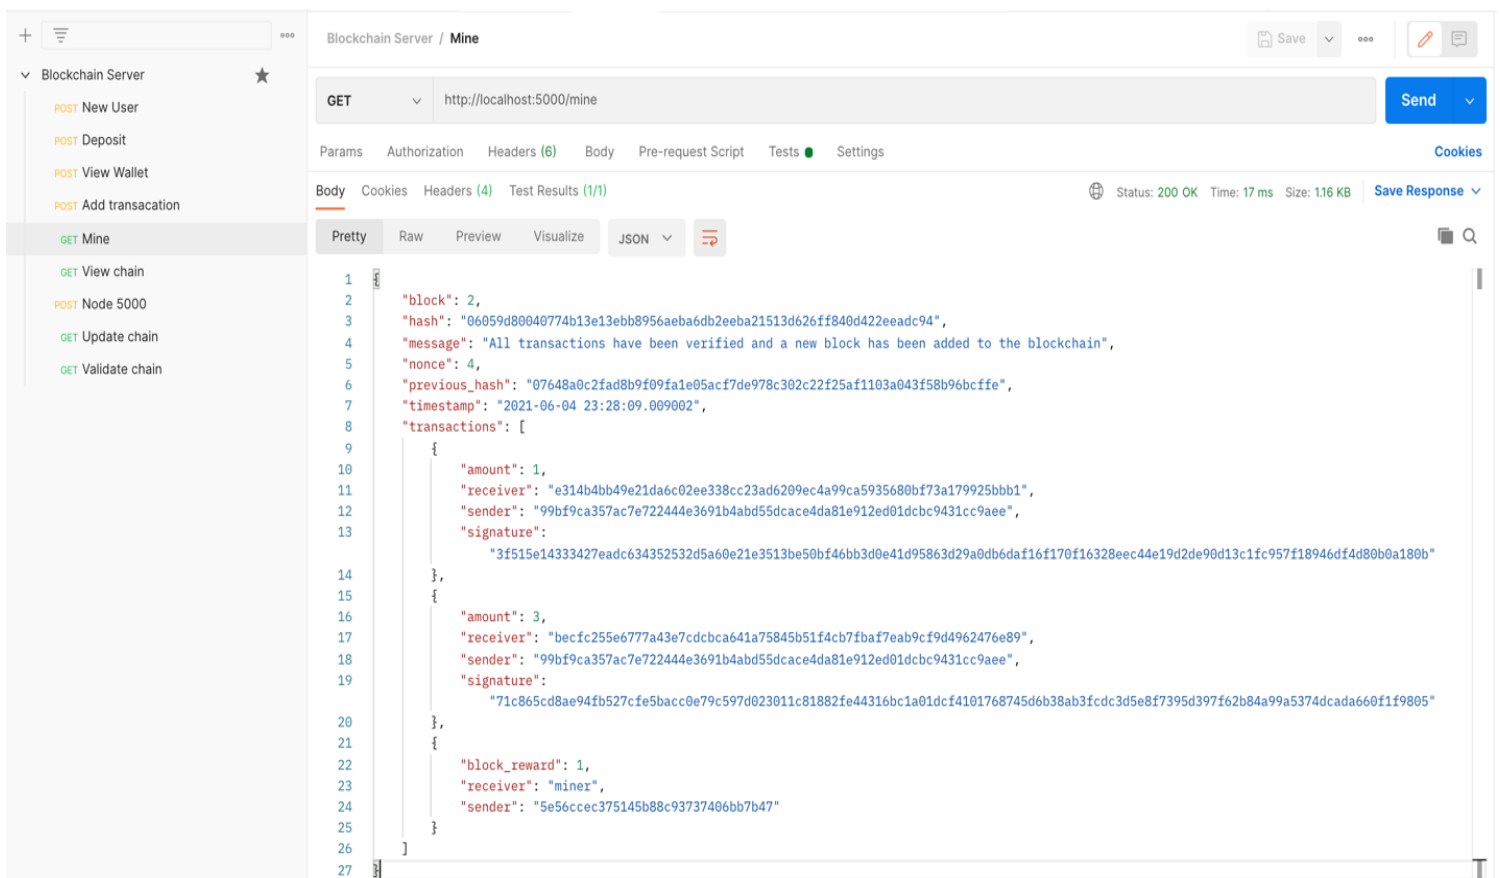 Blockchain Server / Mine
Save
Blockchain Server
POST New User
POST Deposit
POST View Wallet
POST Add transacation
GET Mine
GET View chain
POST Node 5000
GET Update chain
GET Validate chain
GET http://localhost:5000/mine
Send
Params Authorization Headers (6) Body Pre-request Script Tests Settings Cookies
Body Cookies Headers (4) Test Results (1/1) Status: 200 OK Time: 17 ms Size: 1.16 KB Save Response
Pretty Raw Preview Visualize JSON
1 {
2 "block": 2,
3 "hash": "06059d80040774b13e13ebb8956aeba6db2eeba21513d626ff840d422eeadc94",
4 "message": "All transactions have been verified and a new block has been added to the blockchain",
5 "nonce": 4,
6 "previous_hash": "07648a0c2fad8b9f09fa1e05acf7de978c302c22f25af1103a043f58b96bcffe",
7 "timestamp": "2021-06-04 23:28:09.009002",
8 "transactions": [
9 {
10 "amount": 1,
11 "receiver": "e314b4bb49e21da6c02ee338cc23ad6209ec4a99ca5935680bf73a179925bbb1",
12 "sender": "99bf9ca357ac7e722444e3691b4abd55dcace4da81e912ed01dcbc9431cc9aee",
13 "signature":
"3f515e14333427eadc634352532d5a60e21e3513be50bf46bb3d0e41d95863d29a0db6daf16f170f16328eec44e19d2de90d13c1fc957f18946df4d80b0a180b"
14 },
15 {
16 "amount": 3,
17 "receiver": "becfc255e6777a43e7cdcbca641a75845b51f4cb7fbaf7eab9cf9d4962476e89",
18 "sender": "99bf9ca357ac7e722444e3691b4abd55dcace4da81e912ed01dcbc9431cc9aee",
19 "signature":
"71c865cd8ae94fb527cfe5bacc0e79c597d023011c81882fe44316bc1a01dcf4101768745d6b38ab3fcdc3d5e8f7395d397f62b84a99a5374dcada660f1f9805"
20 },
21 {
22 "block_reward": 1,
23 "receiver": "miner",
24 "sender": "5e56ccec375145b88c93737406bb7b47"
25 }
26 ]
27 }